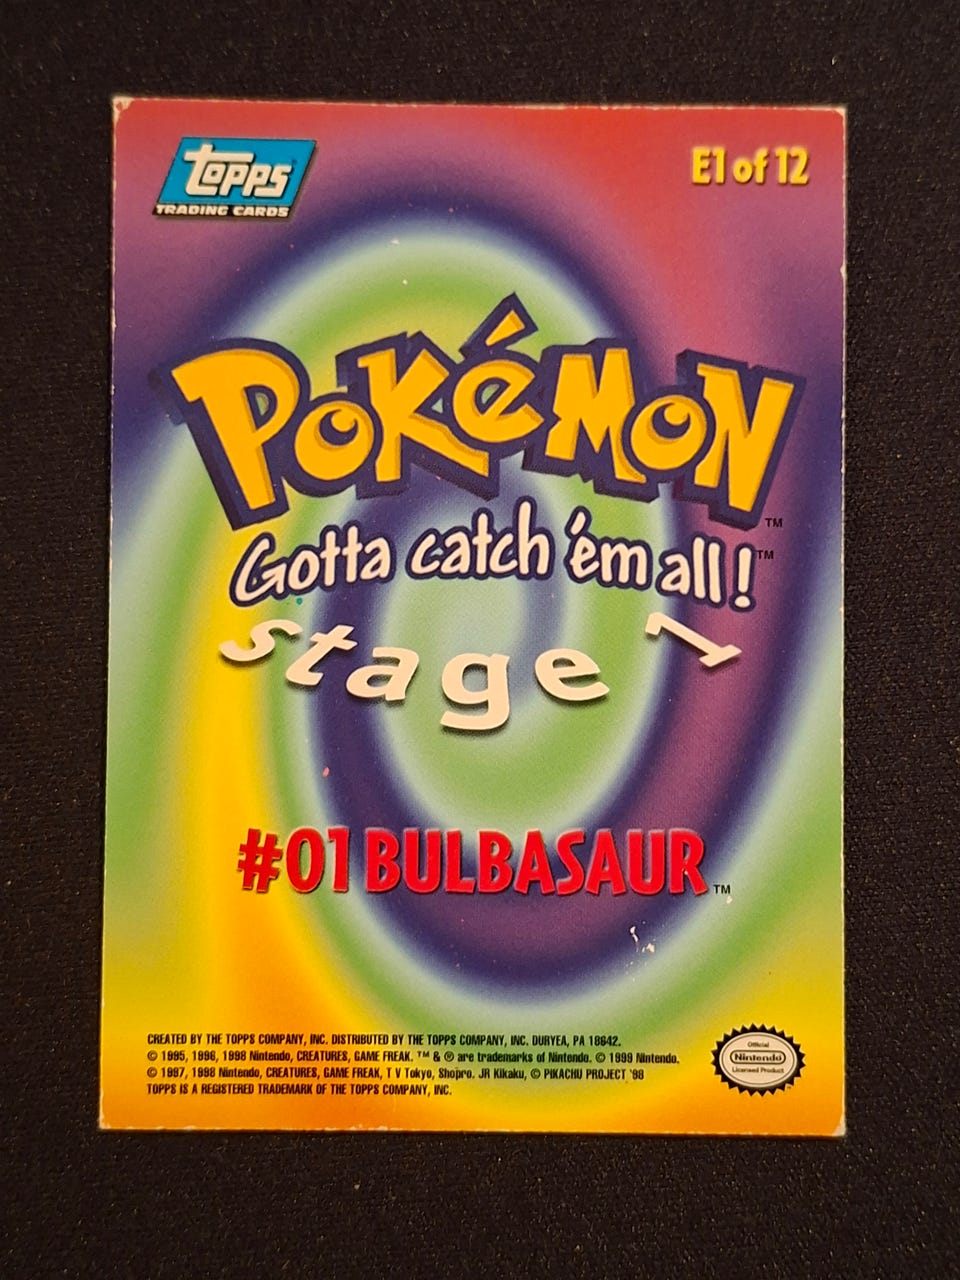 Topps
TRADING CARDS
E1 of 12
POKéMON
TM
Gotta catch 'em all!
TM
stage 1
#01 BULBASAUR TM
CREATED BY THE TOPPS COMPANY, INC. DISTRIBUTED BY THE TOPPS COMPANY, INC. DURYEA, PA 18642.
© 1995, 1996, 1998 Nintendo, CREATURES, GAME FREAK. ™ & ® are trademarks of Nintendo. © 1999 Nintendo.
© 1997, 1998 Nintendo, CREATURES, GAME FREAK, T V Tokyo, Shopro. JR Kikaku, © PIKACHU PROJECT '98
TOPPS IS A REGISTERED TRADEMARK OF THE TOPPS COMPANY, INC.
Official
Nintendo
Licensed Product